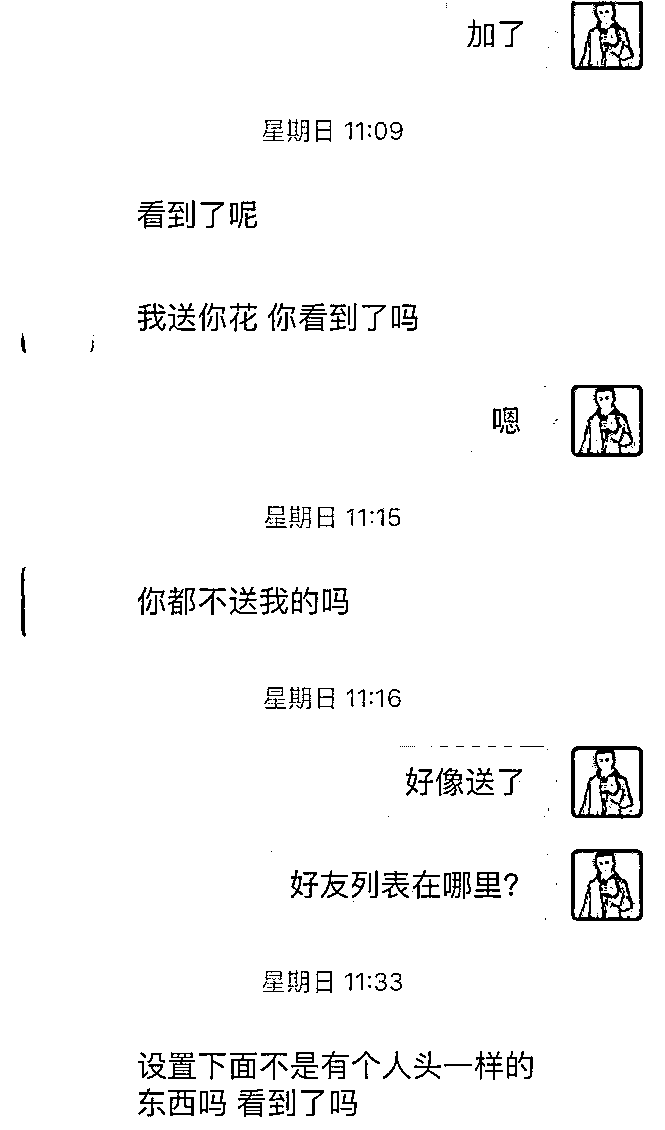 加了
星期日 11:09
看到了呢
我送你花 你看到了吗
嗯
星期日 11:15
你都不送我的吗
星期日 11:16
好像送了
好友列表在哪里?
星期日 11:33
设置下面不是有个人头一样的
东西吗 看到了吗